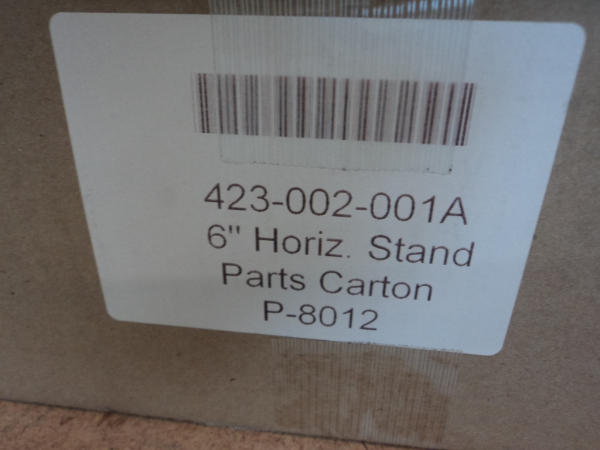 423-002-001A
6" Horiz. Stand
Parts Carton
P-8012